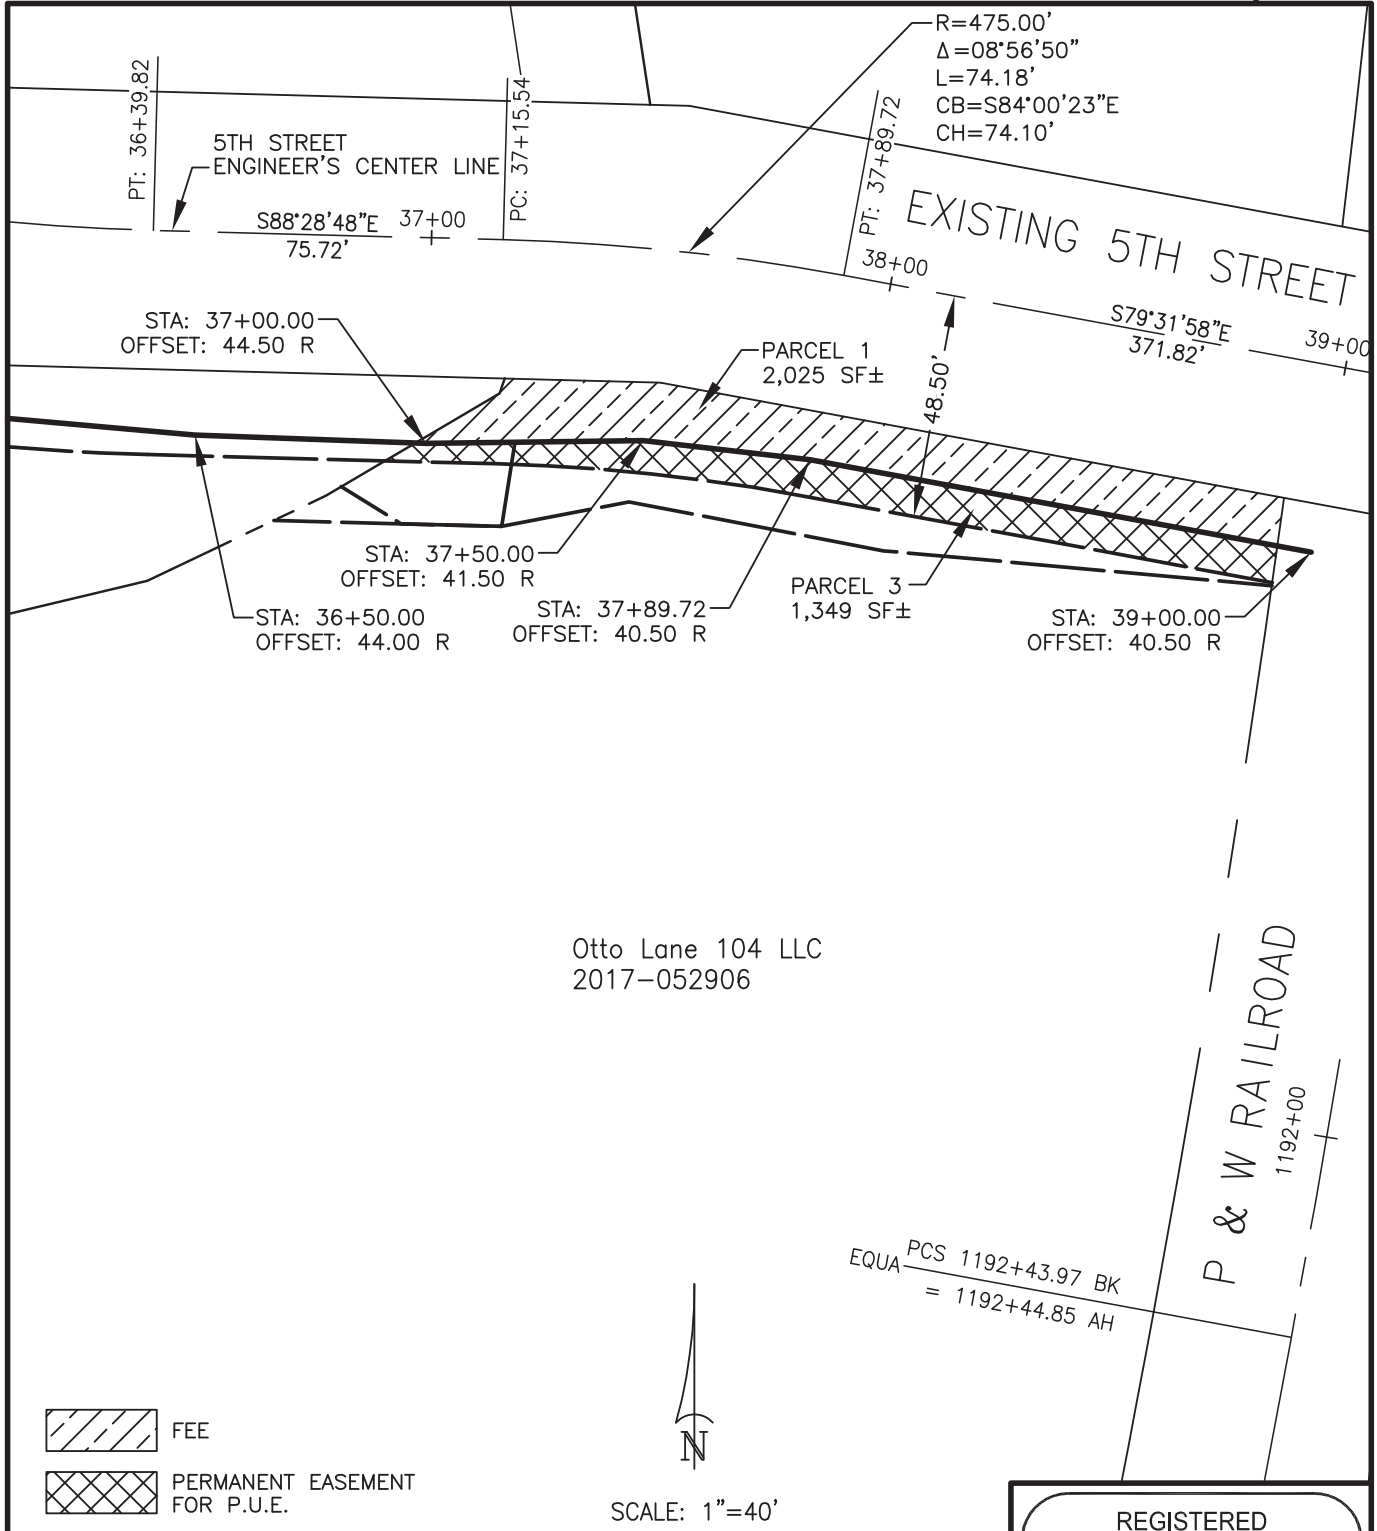 R=475.00'
Δ=08°56'50"
L=74.18'
CB=S84°00'23"E
CH=74.10'
PT: 36+39.82
PC: 37+15.54
PT: 37+89.72
5TH STREET
ENGINEER'S CENTER LINE
S88°28'48"E
75.72'
37+00
EXISTING 5TH STREET
38+00
S79°31'58"E
371.82'
39+00
STA: 37+00.00
OFFSET: 44.50 R
PARCEL 1
2,025 SF±
48.50'
STA: 37+50.00
OFFSET: 41.50 R
STA: 36+50.00
OFFSET: 44.00 R
STA: 37+89.72
OFFSET: 40.50 R
PARCEL 3
1,349 SF±
STA: 39+00.00
OFFSET: 40.50 R
Otto Lane 104 LLC
2017-052906
P & W RAILROAD
1192+00
EQUA
PCS 1192+43.97 BK
= 1192+44.85 AH
FEE
PERMANENT EASEMENT
FOR P.U.E.
N
SCALE: 1"=40'
REGISTERED